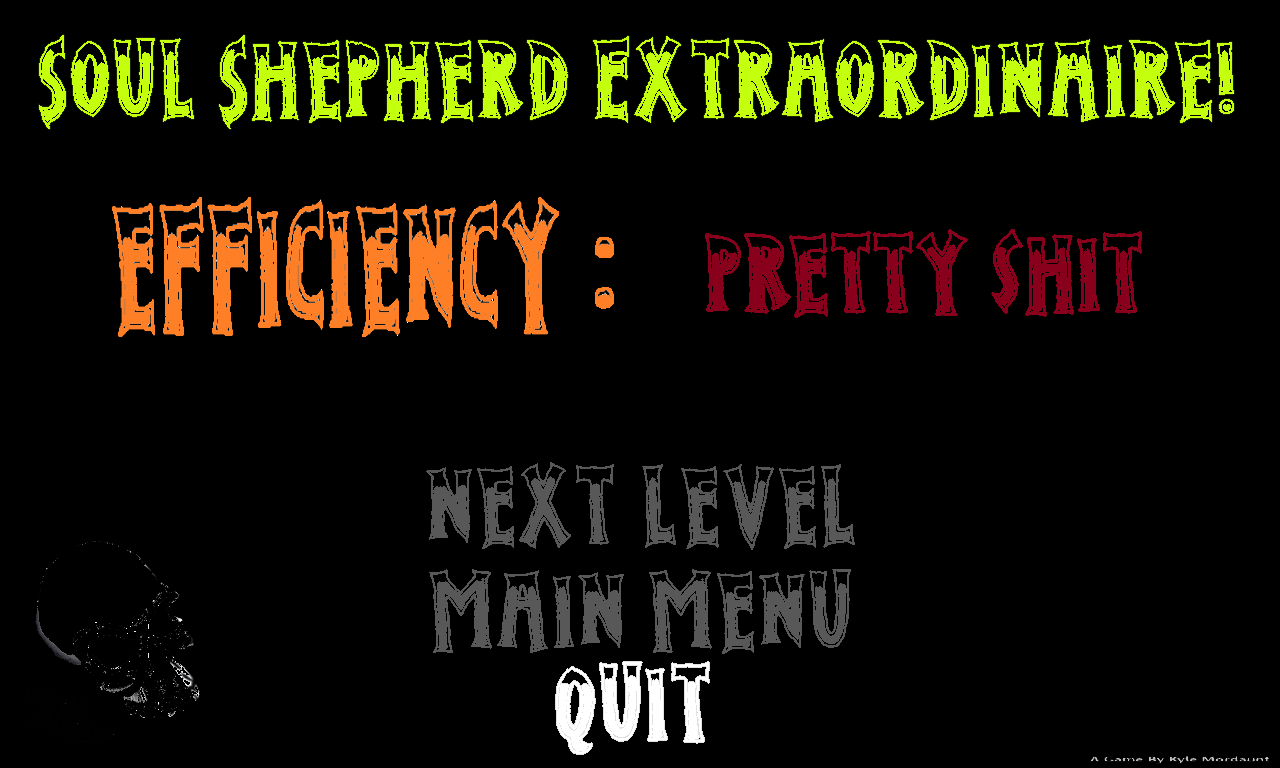 SOUL SHEPHERD EXTRAORDINAIRE!
EFFICIENCY : PRETTY SHIT
NEXT LEVEL
MAIN MENU
QUIT
A Game By Kyle Mordaunt